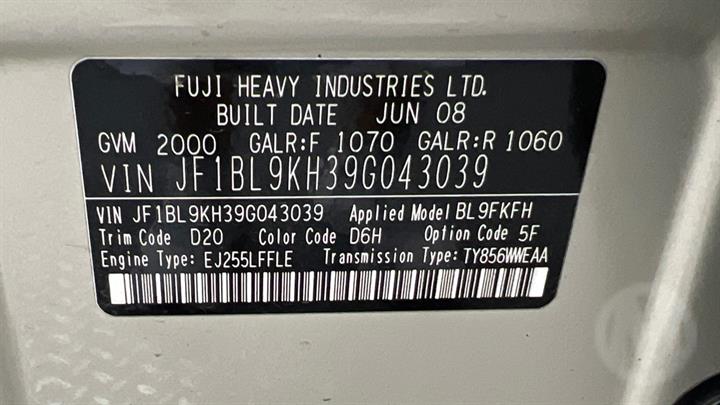 FUJI HEAVY INDUSTRIES LTD.
BUILT DATE JUN 08
GVM 2000 GALR:F 1070 GALR:R 1060
VIN JF1BL9KH39G043039
VIN JF1BL9KH39G043039 Applied Model BL9FKFH
Trim Code D20 Color Code D6H Option Code 5F
Engine Type: EJ255LFFLE Transmission Type: TY856WWEAA